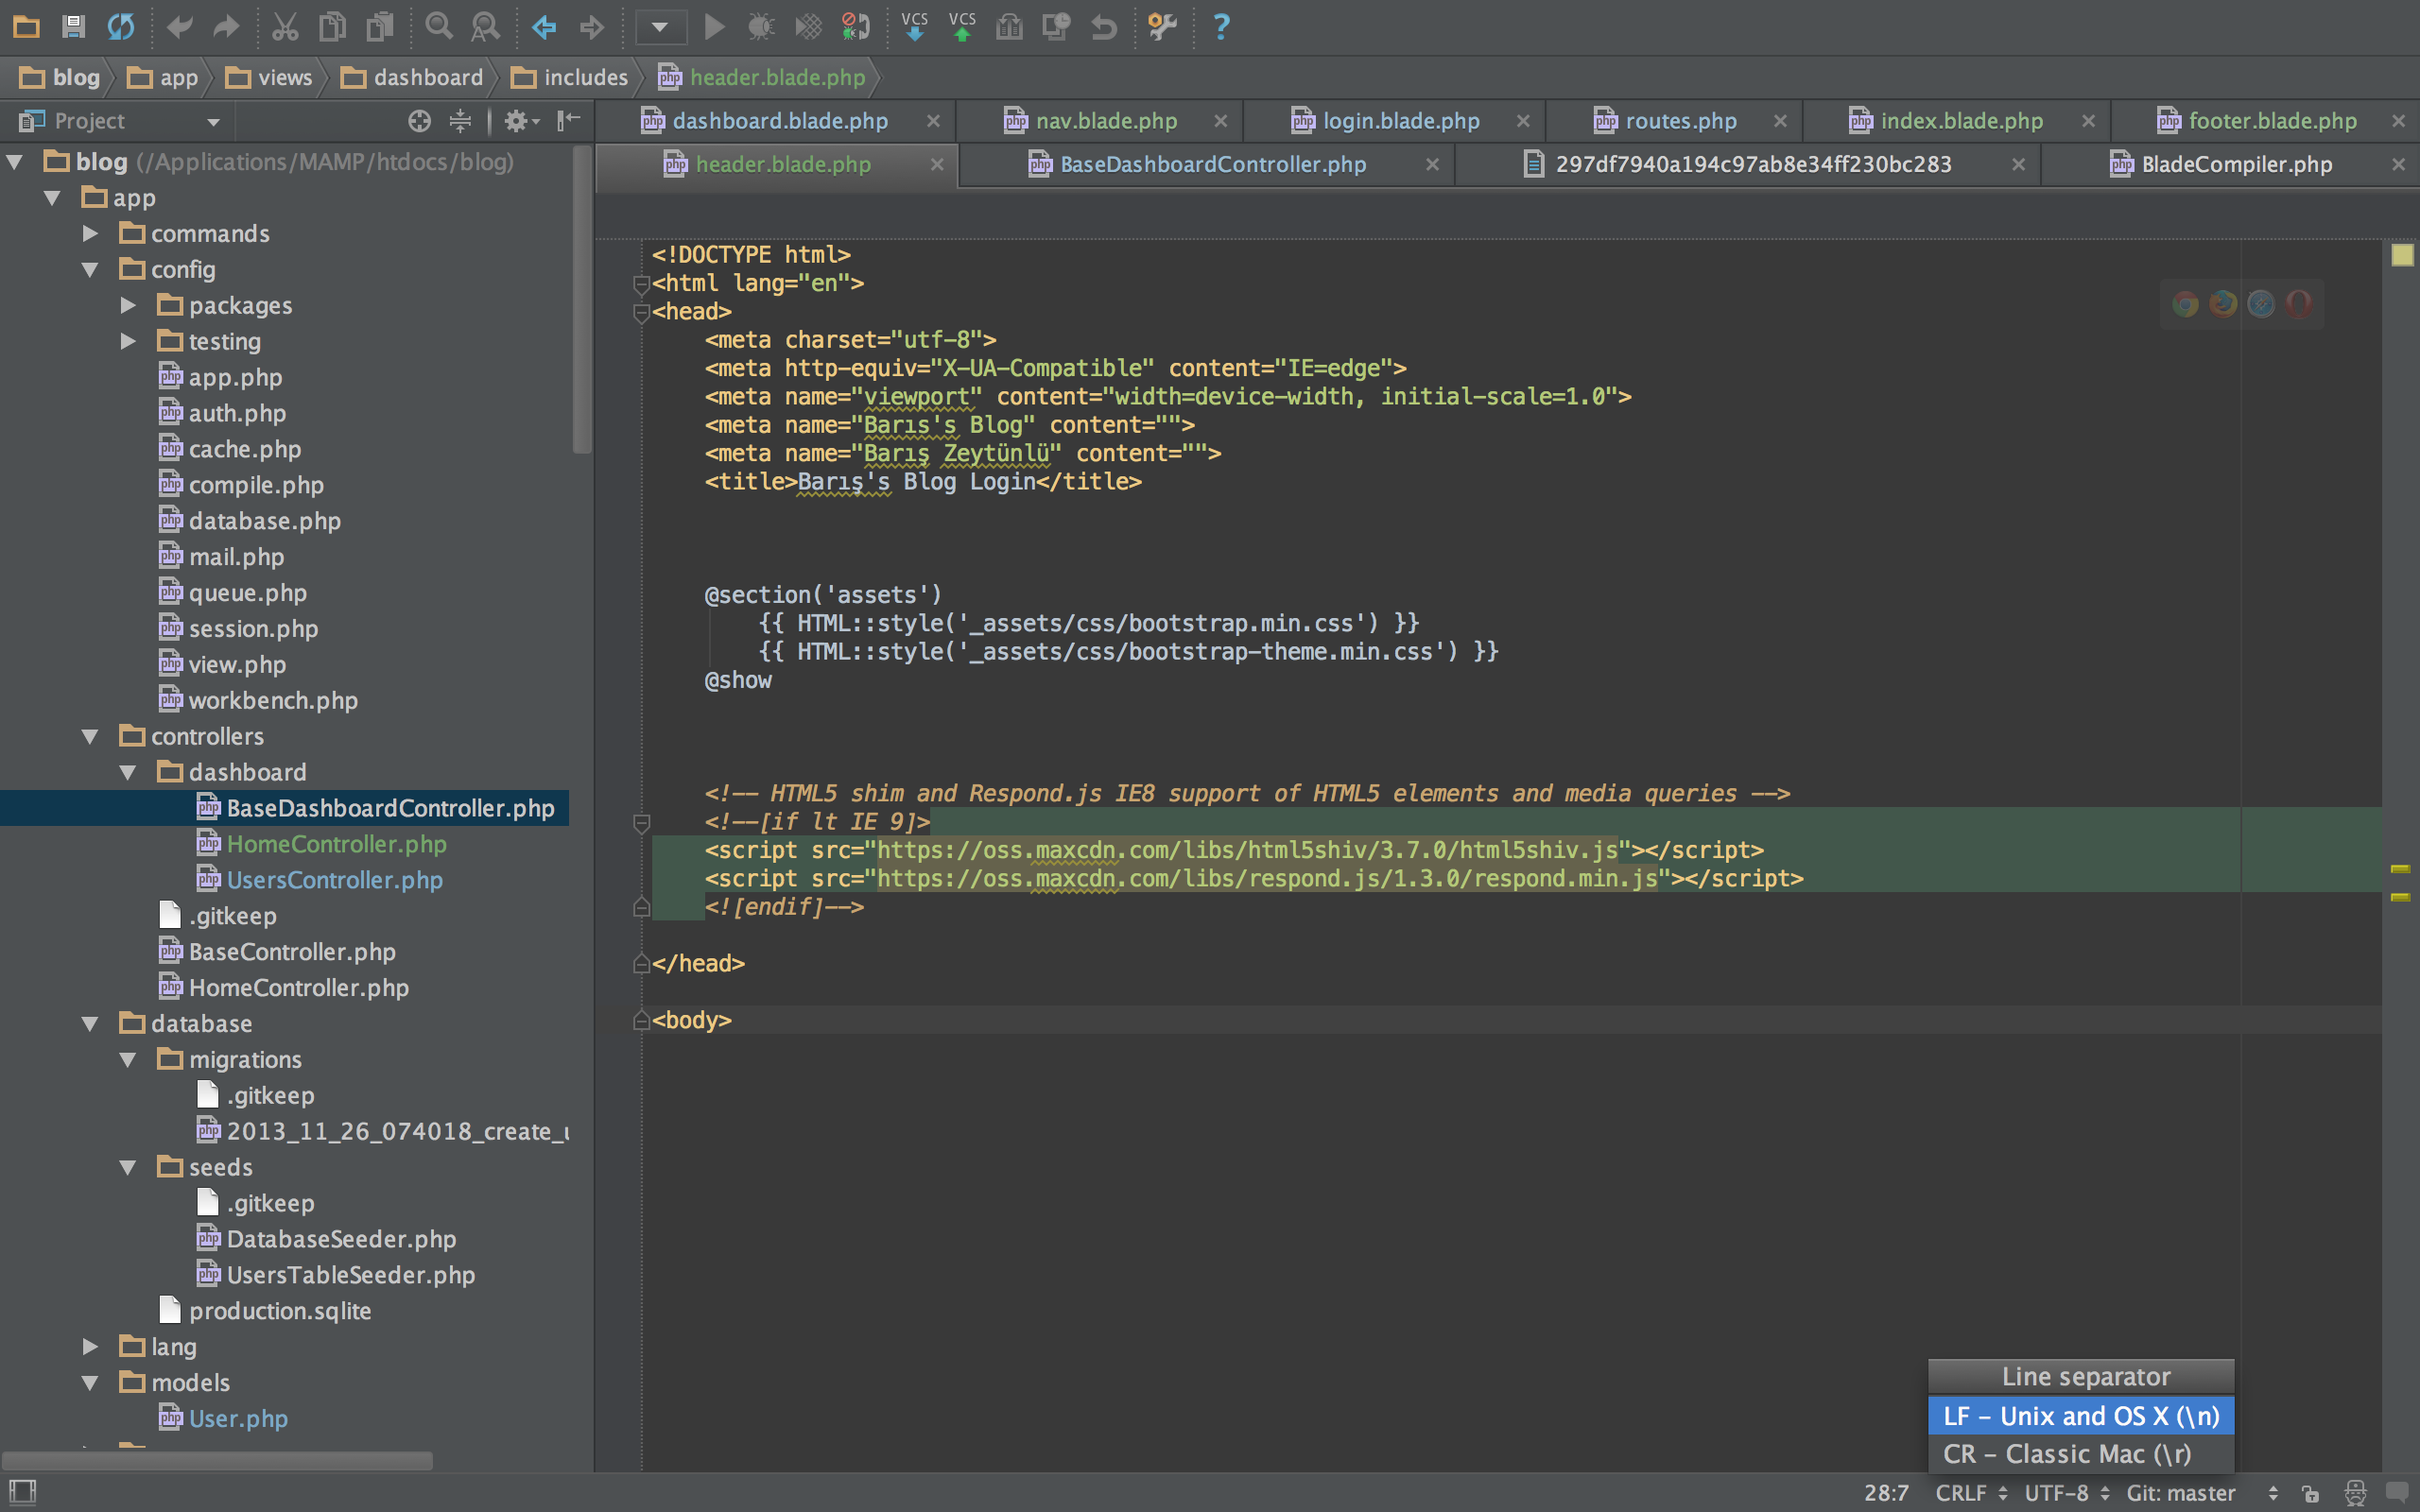 VCS VCS ?
blog app views dashboard includes header.blade.php
Project
dashboard.blade.php nav.blade.php login.blade.php routes.php index.blade.php footer.blade.php
header.blade.php BaseDashboardController.php 297df7940a194c97ab8e34ff230bc283 BladeCompiler.php
blog (/Applications/MAMP/htdocs/blog)
app
commands
config
packages
testing
app.php
auth.php
cache.php
compile.php
database.php
mail.php
queue.php
session.php
view.php
workbench.php
controllers
dashboard
BaseDashboardController.php
HomeController.php
UsersController.php
.gitkeep
BaseController.php
HomeController.php
database
migrations
.gitkeep
2013_11_26_074018_create_u
seeds
.gitkeep
DatabaseSeeder.php
UsersTableSeeder.php
production.sqlite
lang
models
User.php
<!DOCTYPE html>
<html lang="en">
<head>
<meta charset="utf-8">
<meta http-equiv="X-UA-Compatible" content="IE=edge">
<meta name="viewport" content="width=device-width, initial-scale=1.0">
<meta name="Barıs's Blog" content="">
<meta name="Barış Zeytünlü" content="">
<title>Barış's Blog Login</title>
@section('assets')
{{ HTML::style('_assets/css/bootstrap.min.css') }}
{{ HTML::style('_assets/css/bootstrap-theme.min.css') }}
@show
<!-- HTML5 shim and Respond.js IE8 support of HTML5 elements and media queries -->
<!--[if lt IE 9]>
<script src="https://oss.maxcdn.com/libs/html5shiv/3.7.0/html5shiv.js"></script>
<script src="https://oss.maxcdn.com/libs/respond.js/1.3.0/respond.min.js"></script>
<![endif]-->
</head>
<body>
Line separator
LF – Unix and OS X (\n)
CR – Classic Mac (\r)
28:7 CRLF UTF-8 Git: master